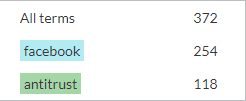 All terms 372
facebook 254
antitrust 118